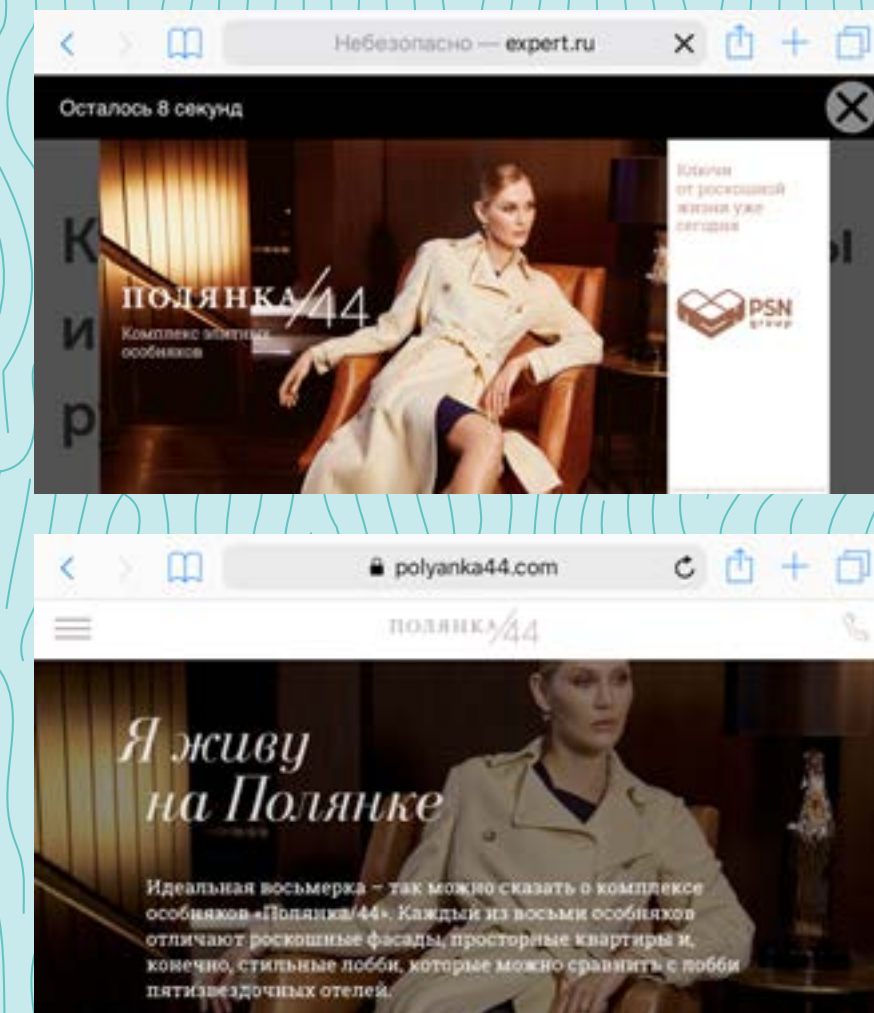 Небезопасно — expert.ru
Осталось 8 секунд
К
ы
и
р
ПОЛЯНКА/44
Комплекс элитных
особняков
Ключи
от роскошной
жизни уже
сегодня
PSN
group
polyanka44.com
ПОЛЯНКА/44
Я живу
на Полянке
Идеальная восьмерка – так можно сказать о комплексе
особняков «Полянка/44». Каждый из восьми особняков
отличают роскошные фасады, просторные квартиры и,
конечно, стильные лобби, которые можно сравнить с лобби
пятизвездочных отелей.